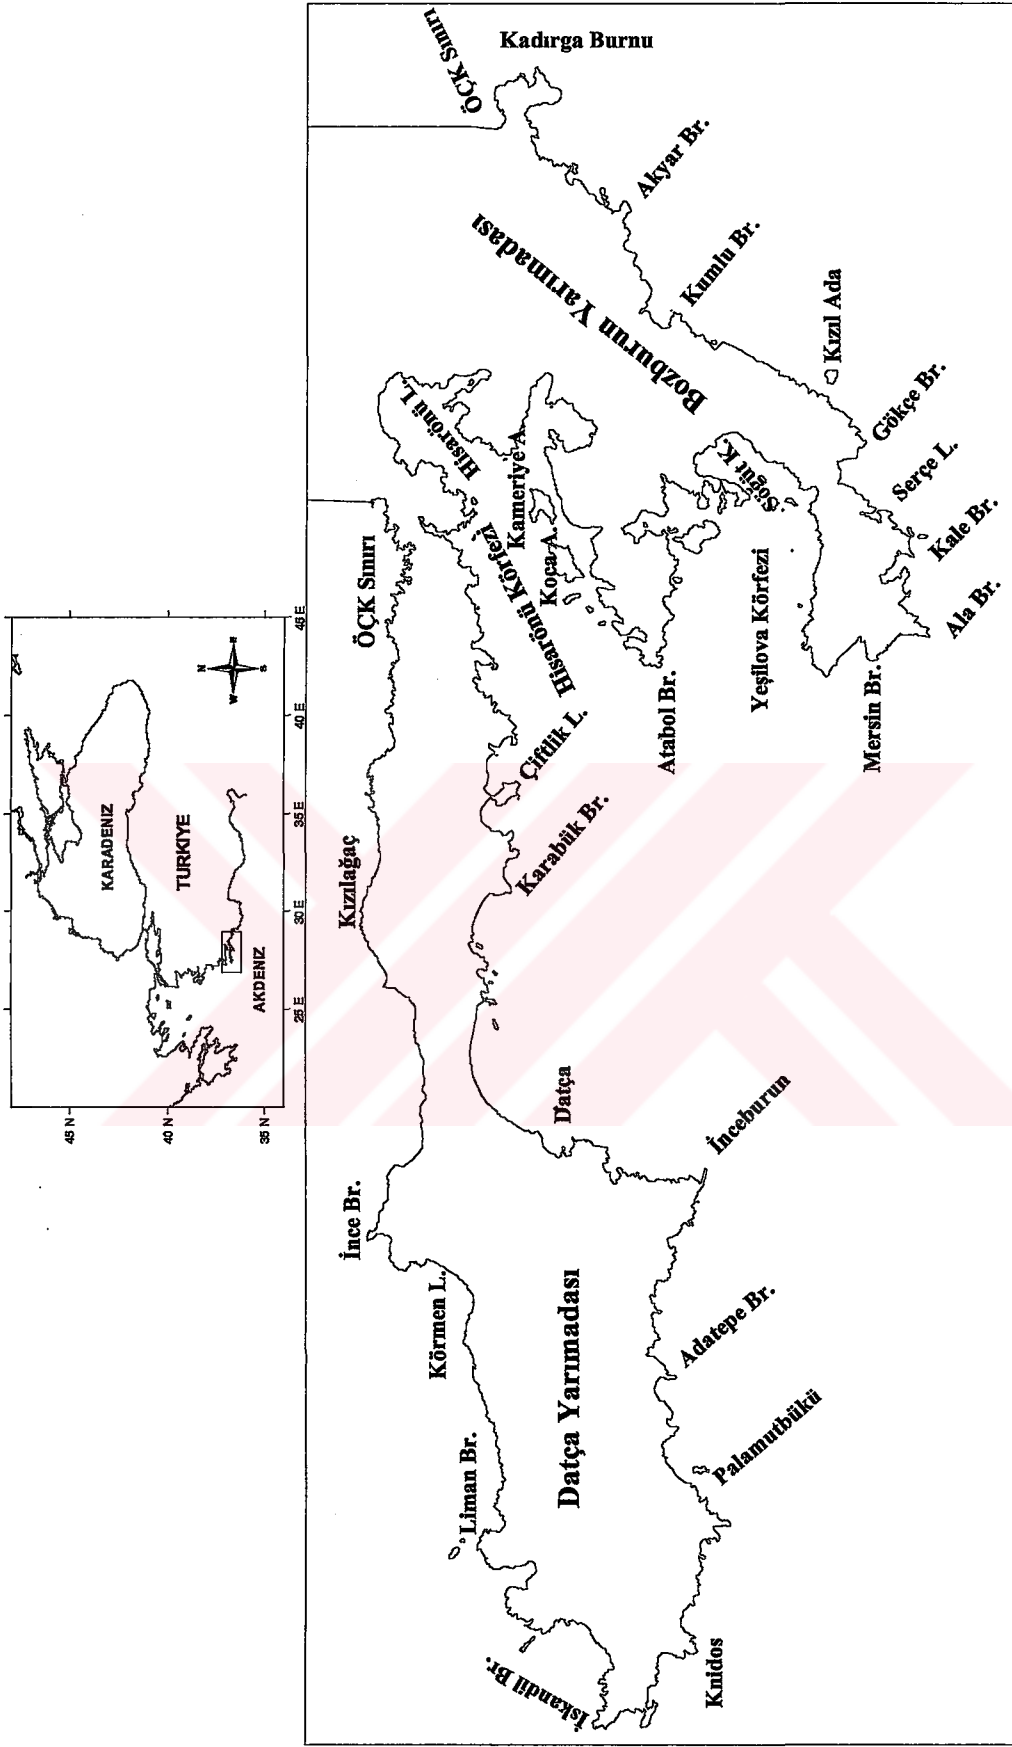 45 N
40 N
35 N
25 E
30 E
35 E
40 E
45 E
KARADENIZ
TURKIYE
AKDENIZ
N
W
E
S
ÖÇK Sınırı
Kızılağaç
İnce Br.
Körmen L.
Liman Br.
İskandil Br.
Knidos
Datça Yarımadası
Palamutbükü
Adatepe Br.
İnceburun
Datça
Karabük Br.
Çiftlik L.
Hisarönü Körfezi
Hisarönü L.
Kameriye A.
Koca A.
Atabol Br.
Yeşilova Körfezi
Söğüt K.
Mersin Br.
Ala Br.
Kale Br.
Serçe L.
Gökçe Br.
Kızıl Ada
Kumlu Br.
Bozburun Yarımadası
Akyar Br.
Kadırga Burnu
ÖÇK Sınırı